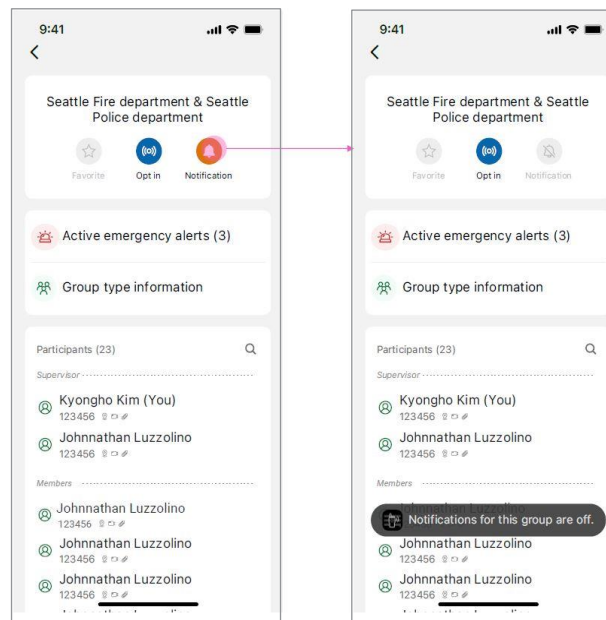 9:41
Seattle Fire department & Seattle
Police department
Favorite
Opt in
Notification
Active emergency alerts (3)
Group type information
Participants (23)
Supervisor
Kyongho Kim (You)
123456
Johnnathan Luzzolino
123456
Members
Johnnathan Luzzolino
123456
Johnnathan Luzzolino
123456
Johnnathan Luzzolino
123456
9:41
Seattle Fire department & Seattle
Police department
Favorite
Opt in
Notification
Active emergency alerts (3)
Group type information
Participants (23)
Supervisor
Kyongho Kim (You)
123456
Johnnathan Luzzolino
123456
Members
Notifications for this group are off.
Johnnathan Luzzolino
123456
Johnnathan Luzzolino
123456